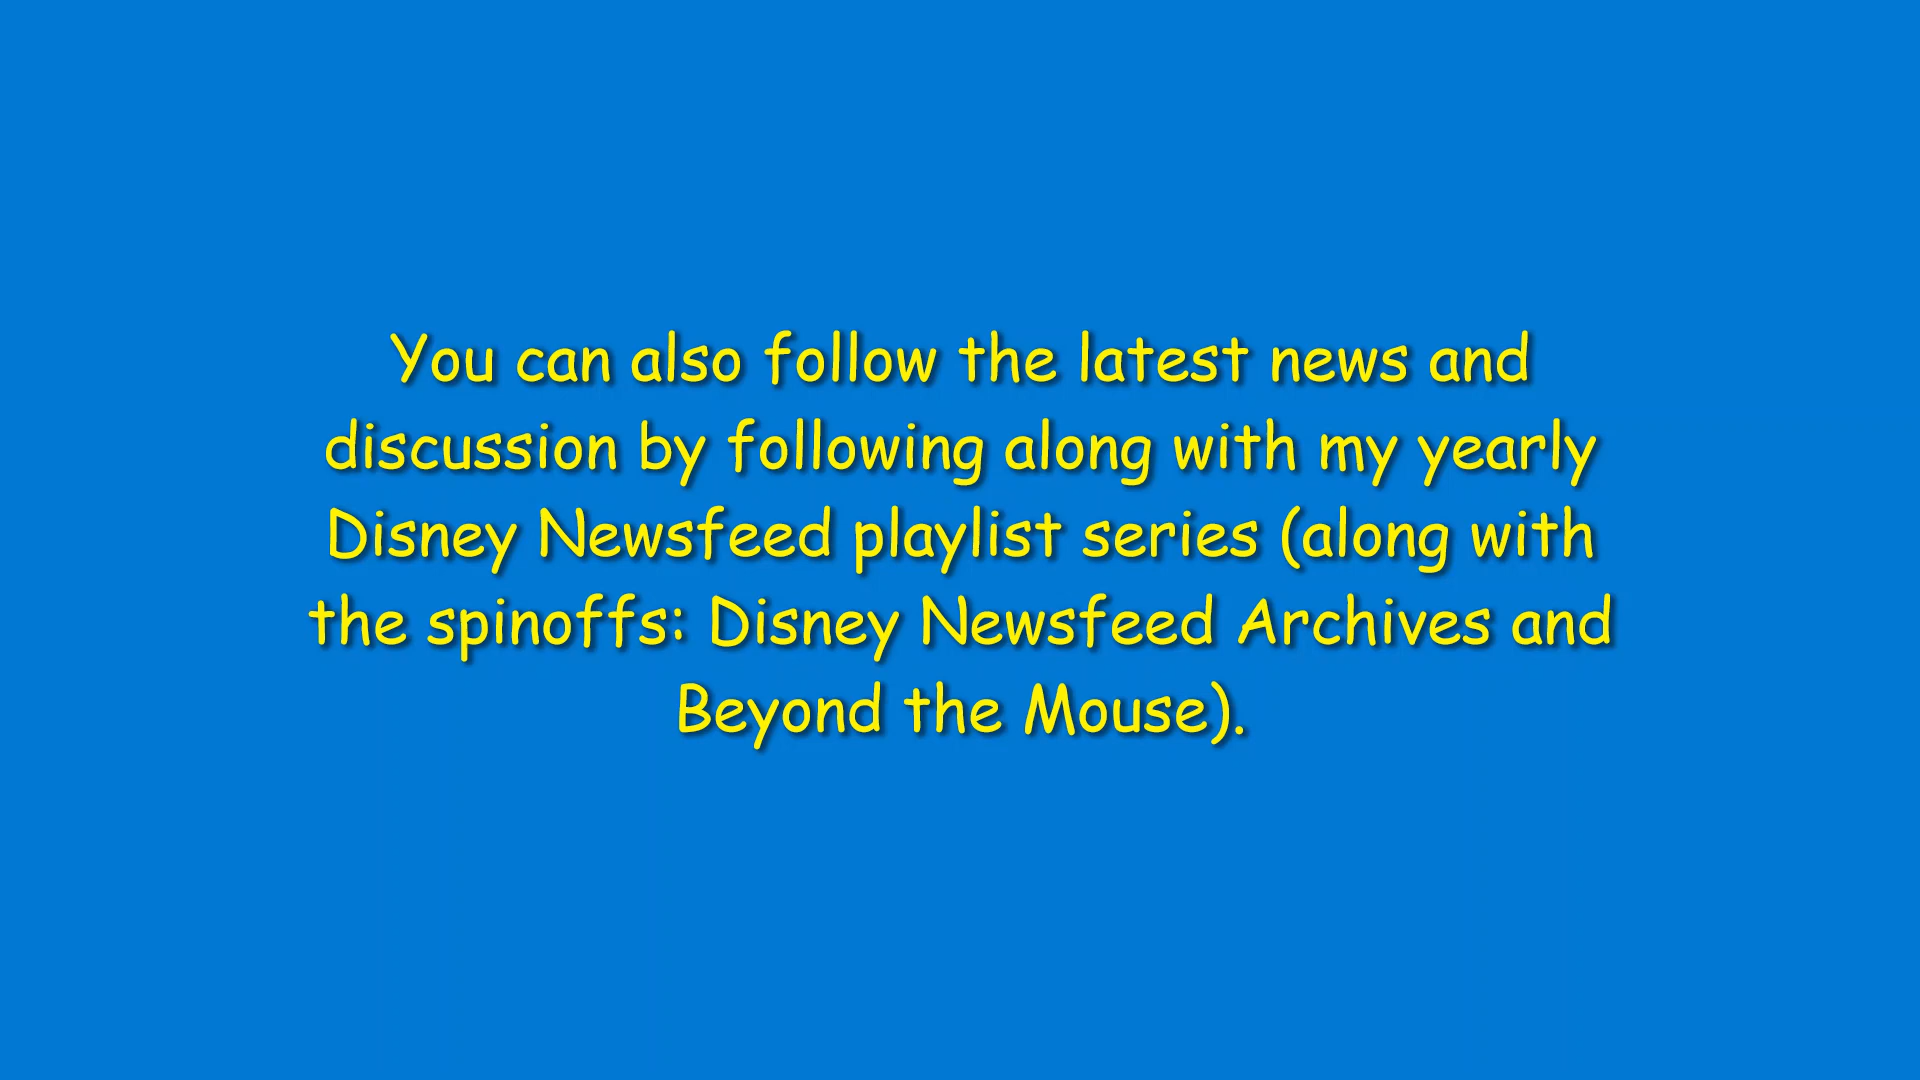 You can also follow the latest news and
discussion by following along with my yearly
Disney Newsfeed playlist series (along with
the spinoffs: Disney Newsfeed Archives and
Beyond the Mouse).